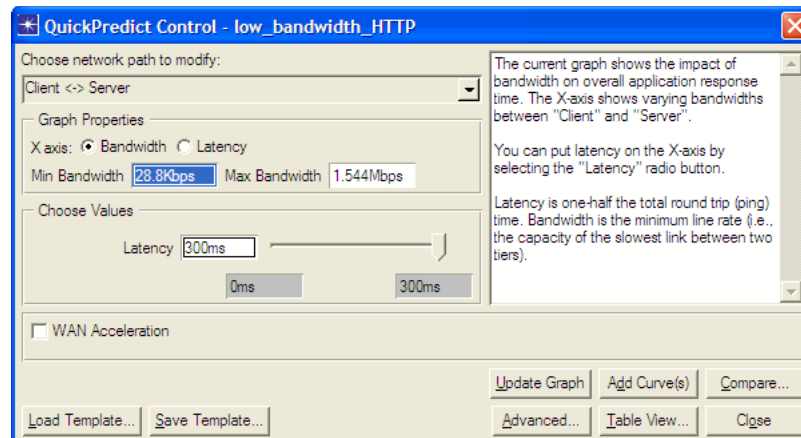 QuickPredict Control - low_bandwidth_HTTP
Choose network path to modify:
Client <-> Server
Graph Properties
X axis: Bandwidth Latency
Min Bandwidth 28.8Kbps Max Bandwidth 1.544Mbps
Choose Values
Latency 300ms
0ms 300ms
The current graph shows the impact of
bandwidth on overall application response
time. The X-axis shows varying bandwidths
between "Client" and "Server".
You can put latency on the X-axis by
selecting the "Latency" radio button.
Latency is one-half the total round trip (ping)
time. Bandwidth is the minimum line rate (i.e.,
the capacity of the slowest link between two
tiers).
WAN Acceleration
Update Graph Add Curve(s) Compare...
Load Template... Save Template... Advanced... Table View... Close